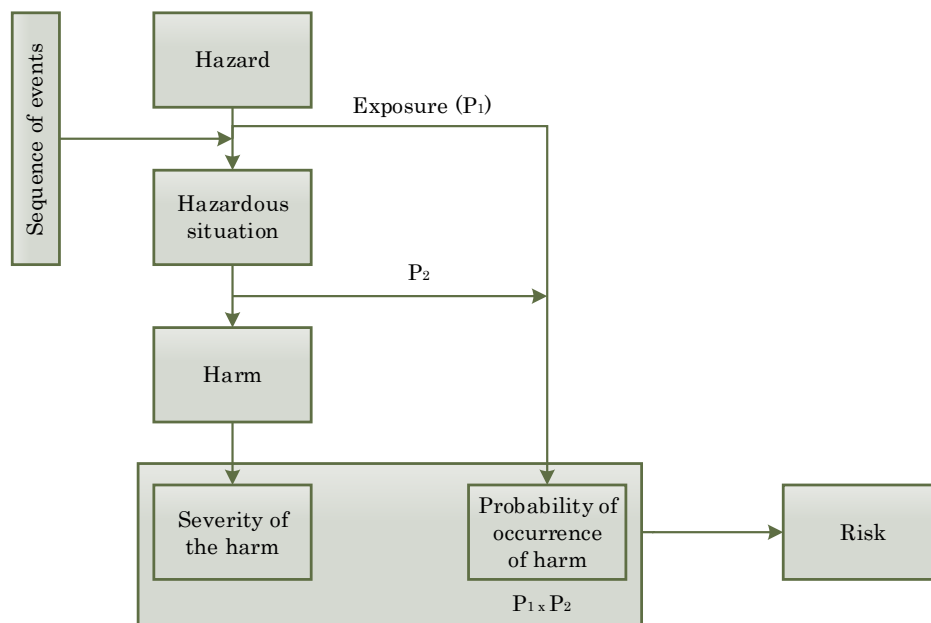 Sequence of events
Hazard
Exposure (P₁)
Hazardous
situation
P₂
Harm
Severity of
the harm
Probability of
occurrence
of harm
P₁ x P₂
Risk